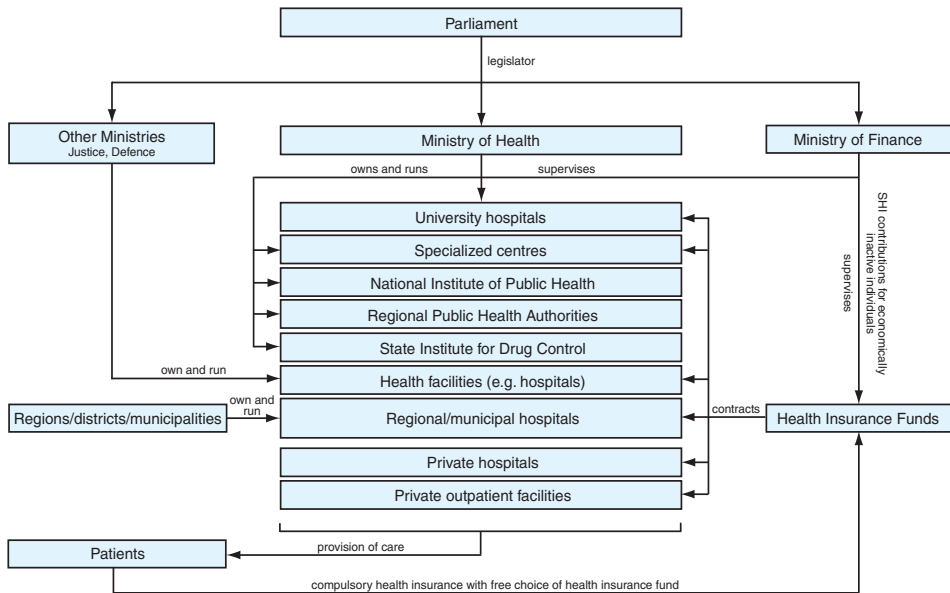 Parliament
legislator
Other Ministries
Justice, Defence
Ministry of Health
Ministry of Finance
owns and runs
supervises
University hospitals
Specialized centres
National Institute of Public Health
Regional Public Health Authorities
State Institute for Drug Control
supervises
SHI contributions for economically
inactive individuals
own and run
Health facilities (e.g. hospitals)
Regions/districts/municipalities
own and
run
Regional/municipal hospitals
contracts
Health Insurance Funds
Private hospitals
Private outpatient facilities
Patients
provision of care
compulsory health insurance with free choice of health insurance fund